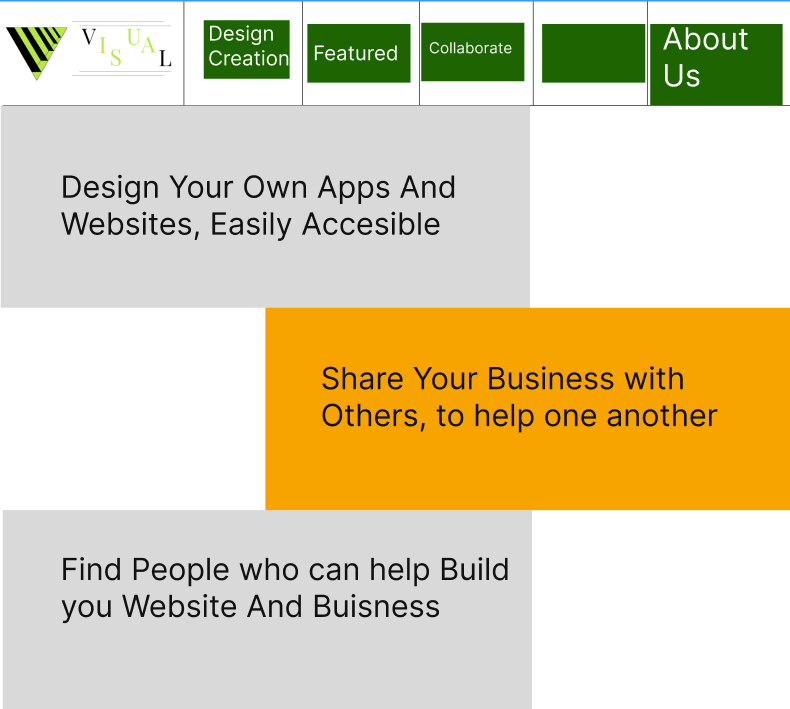 VISUAL
Design
Creation
Featured
Collaborate
About
Us
Design Your Own Apps And
Websites, Easily Accesible
Share Your Business with
Others, to help one another
Find People who can help Build
you Website And Buisness